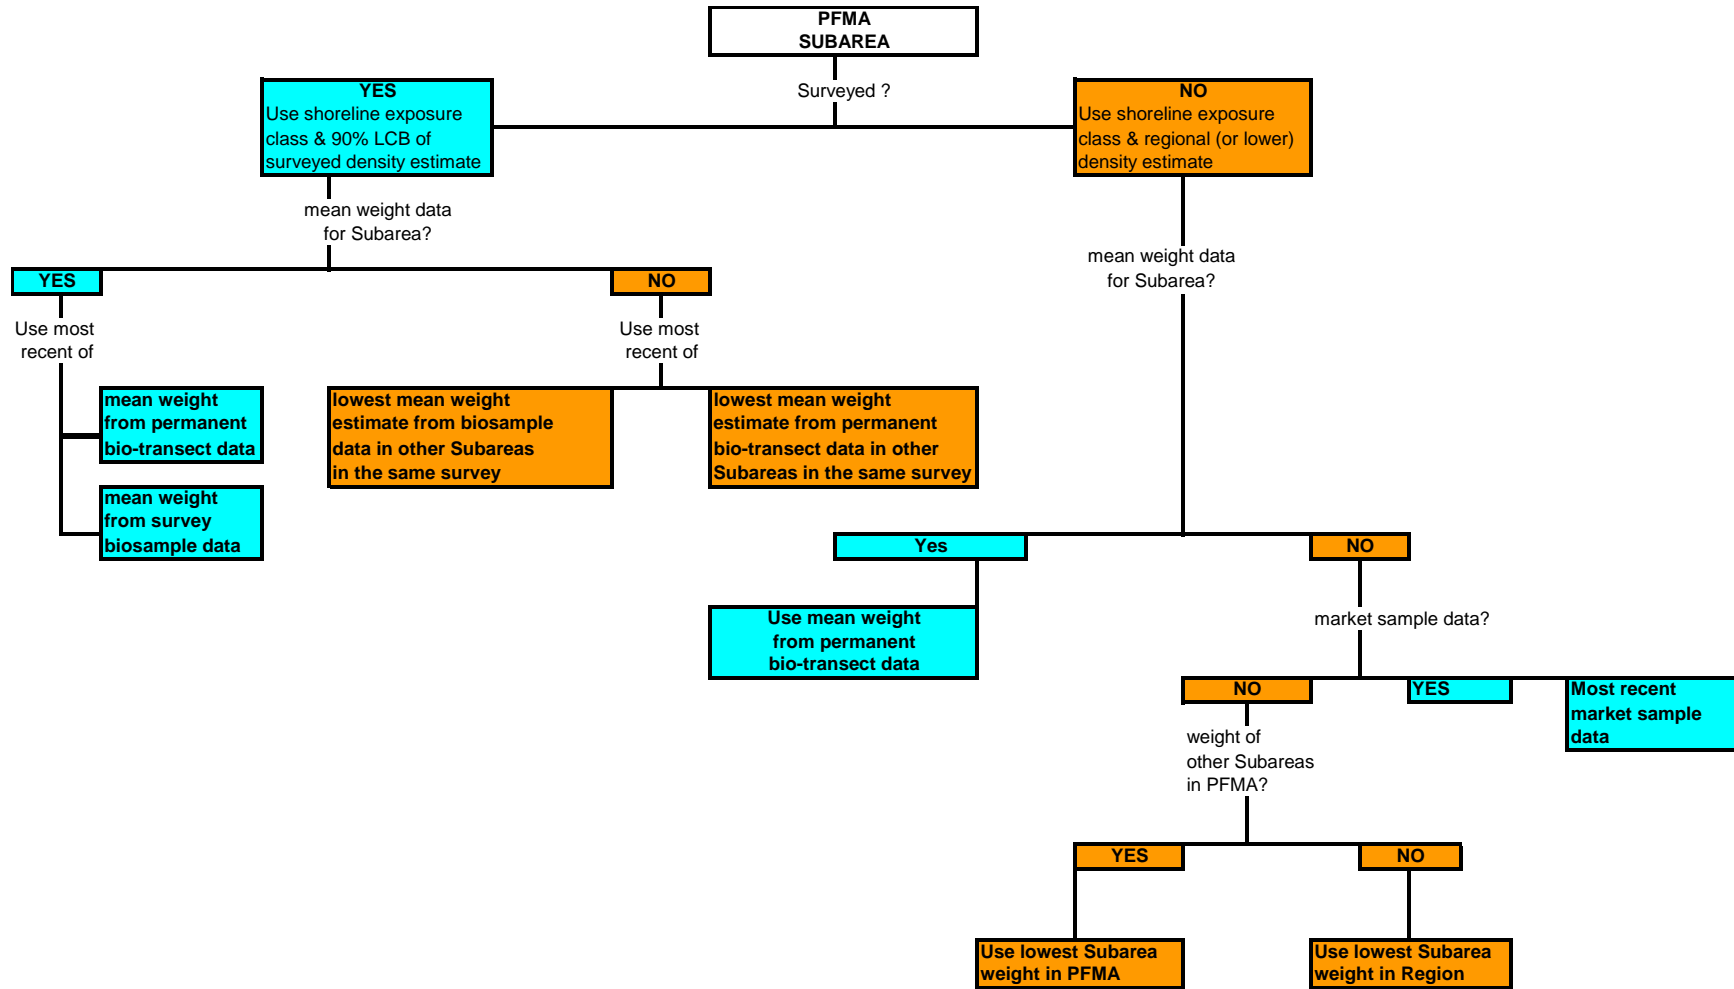 PFMA
SUBAREA
Surveyed ?
YES
Use shoreline exposure
class & 90% LCB of
surveyed density estimate
NO
Use shoreline exposure
class & regional (or lower)
density estimate
mean weight data
for Subarea?
mean weight data
for Subarea?
YES
NO
Use most
recent of
Use most
recent of
mean weight
from permanent
bio-transect data
lowest mean weight
estimate from biosample
data in other Subareas
in the same survey
lowest mean weight
estimate from permanent
bio-transect data in other
Subareas in the same survey
mean weight
from survey
biosample data
Yes
NO
Use mean weight
from permanent
bio-transect data
market sample data?
NO
YES
Most recent
market sample
data
weight of
other Subareas
in PFMA?
YES
NO
Use lowest Subarea
weight in PFMA
Use lowest Subarea
weight in Region